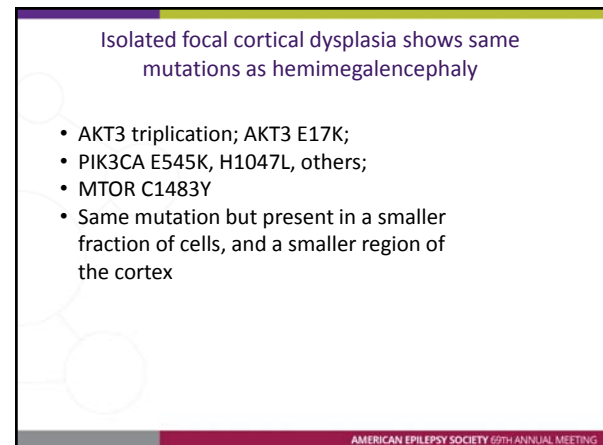 Isolated focal cortical dysplasia shows same
mutations as hemimegalencephaly
• AKT3 triplication; AKT3 E17K;
• PIK3CA E545K, H1047L, others;
• MTOR C1483Y
• Same mutation but present in a smaller
fraction of cells, and a smaller region of
the cortex
AMERICAN EPILEPSY SOCIETY 69TH ANNUAL MEETING